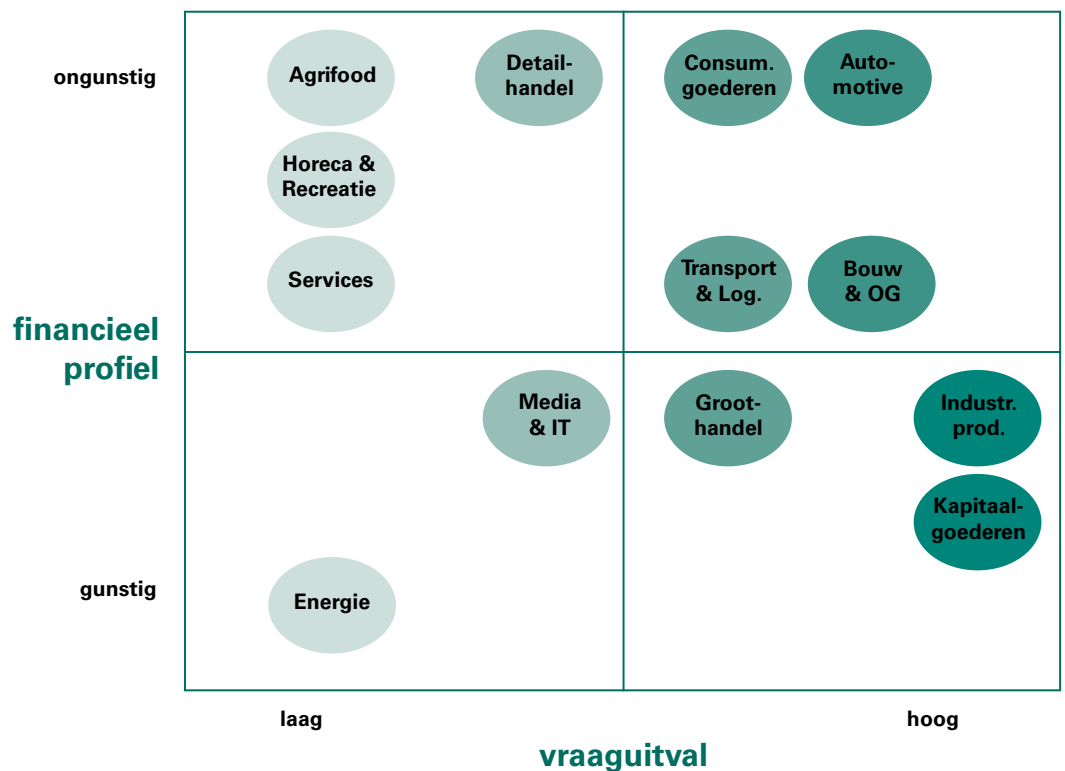 ongunstig
Agrifood
Detail-
handel
Consum.
goederen
Auto-
motive
Horeca &
Recreatie
Services
Transport
& Log.
Bouw
& OG
financieel
profiel
Media
& IT
Groot-
handel
Industr.
prod.
Kapitaal-
goederen
gunstig
Energie
laag
hoog
vraaguitval